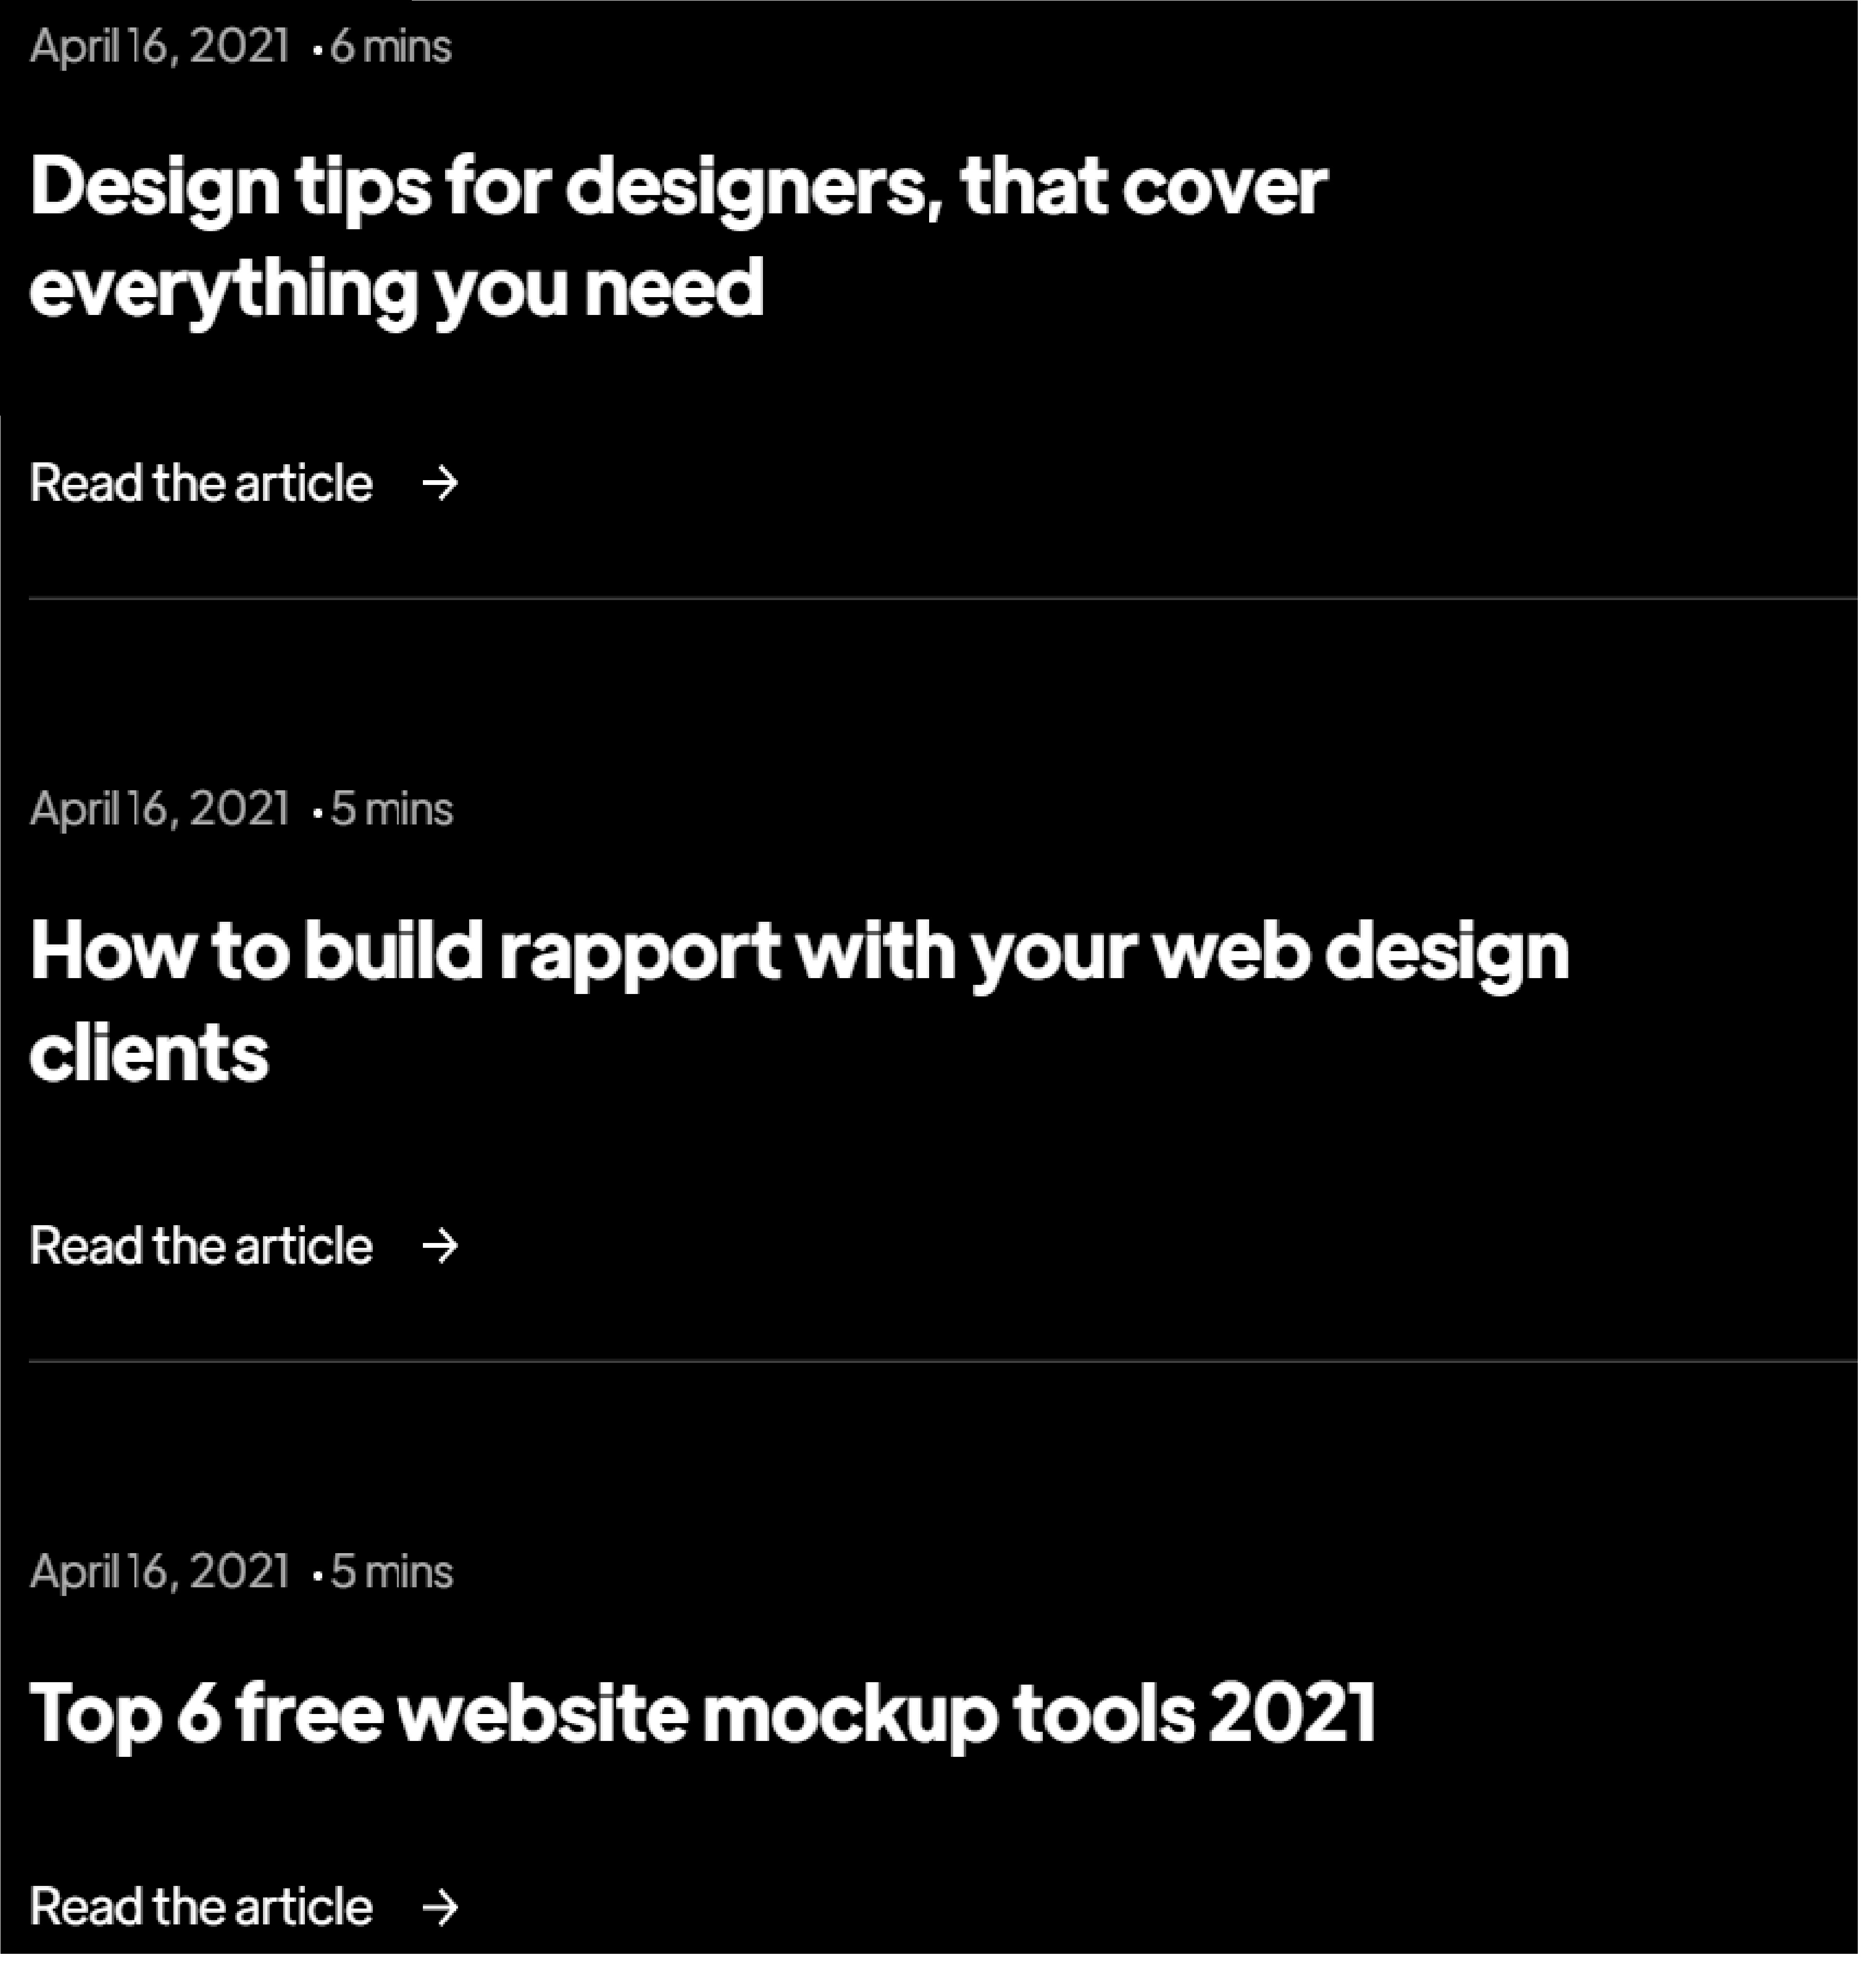 April 16, 2021 • 6 mins
Design tips for designers, that cover
everything you need
Read the article →
April 16, 2021 • 5 mins
How to build rapport with your web design
clients
Read the article →
April 16, 2021 • 5 mins
Top 6 free website mockup tools 2021
Read the article →